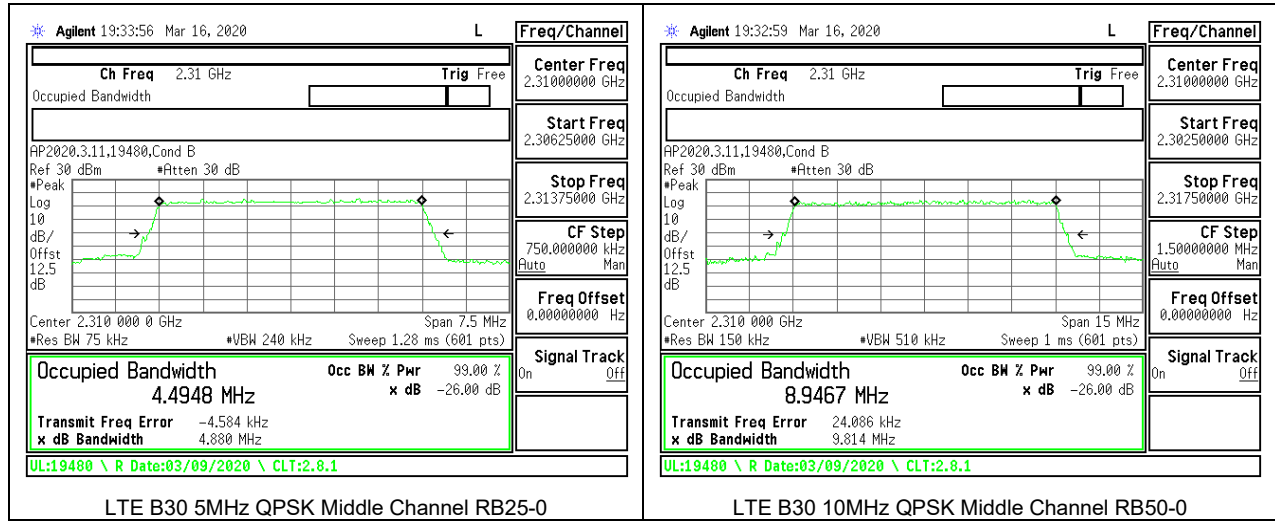 Agilent 19:33:56 Mar 16, 2020 L
Freq/Channel
Ch Freq 2.31 GHz Trig Free
Occupied Bandwidth
Center Freq
2.31000000 GHz
Start Freq
2.30625000 GHz
Stop Freq
2.31375000 GHz
CF Step
750.000000 kHz
Auto Man
Freq Offset
0.00000000 Hz
Signal Track
On Off
AP2020.3.11,19480,Cond B
Ref 30 dBm #Atten 30 dB
#Peak
Log
10
dB/
Offst
12.5
dB
Center 2.310 000 0 GHz Span 7.5 MHz
#Res BW 75 kHz #VBW 240 kHz Sweep 1.28 ms (601 pts)
Occupied Bandwidth Occ BW % Pwr 99.00 %
4.4948 MHz x dB -26.00 dB
Transmit Freq Error -4.584 kHz
x dB Bandwidth 4.880 MHz
UL:19480 \ R Date:03/09/2020 \ CLT:2.8.1
LTE B30 5MHz QPSK Middle Channel RB25-0
Agilent 19:32:59 Mar 16, 2020 L
Freq/Channel
Ch Freq 2.31 GHz Trig Free
Occupied Bandwidth
Center Freq
2.31000000 GHz
Start Freq
2.30250000 GHz
Stop Freq
2.31750000 GHz
CF Step
1.50000000 MHz
Auto Man
Freq Offset
0.00000000 Hz
Signal Track
On Off
AP2020.3.11,19480,Cond B
Ref 30 dBm #Atten 30 dB
#Peak
Log
10
dB/
Offst
12.5
dB
Center 2.310 000 GHz Span 15 MHz
#Res BW 150 kHz #VBW 510 kHz Sweep 1 ms (601 pts)
Occupied Bandwidth Occ BW % Pwr 99.00 %
8.9467 MHz x dB -26.00 dB
Transmit Freq Error 24.086 kHz
x dB Bandwidth 9.814 MHz
UL:19480 \ R Date:03/09/2020 \ CLT:2.8.1
LTE B30 10MHz QPSK Middle Channel RB50-0